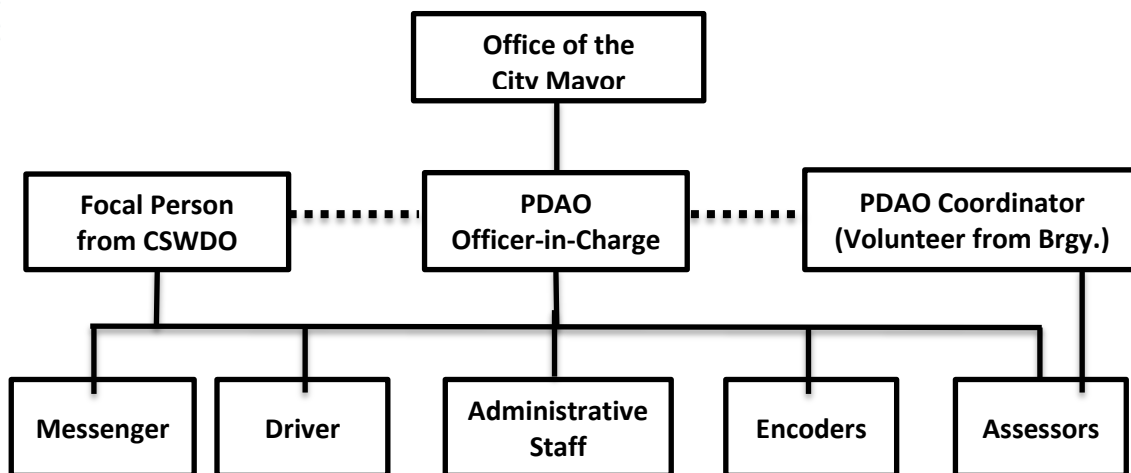 Office of the
City Mayor
Focal Person
from CSWDO
PDAO
Officer-in-Charge
PDAO Coordinator
(Volunteer from Brgy.)
Messenger
Driver
Administrative
Staff
Encoders
Assessors